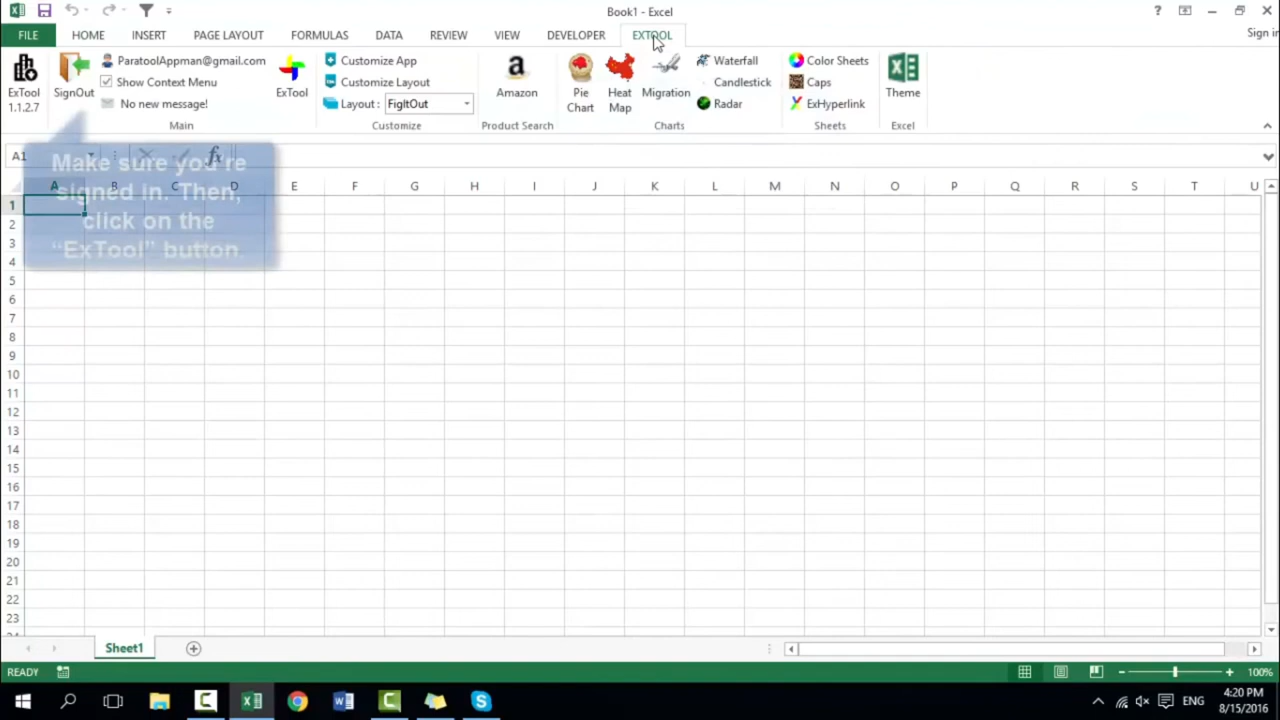 Book1 - Excel
?
FILE HOME INSERT PAGE LAYOUT FORMULAS DATA REVIEW VIEW DEVELOPER EXTOOL
Sign in
ExTool
1.1.2.7
SignOut
ParatoolAppman@gmail.com
Show Context Menu
No new message!
ExTool
Main
Customize App
Customize Layout
Layout : FigItOut
Customize
a
Amazon
Product Search
Pie
Chart
Heat
Map
Migration
Waterfall
Candlestick
Radar
Charts
Color Sheets
Caps
ExHyperlink
Sheets
Theme
Excel
A1
fx
Make sure you're
signed in. Then,
click on the
“ExTool” button.
A B C D E F G H I J K L M N O P Q R S T U
1
2
3
4
5
6
7
8
9
10
11
12
13
14
15
16
17
18
19
20
21
22
23
Sheet1
READY
100%
ENG
4:20 PM
8/15/2016